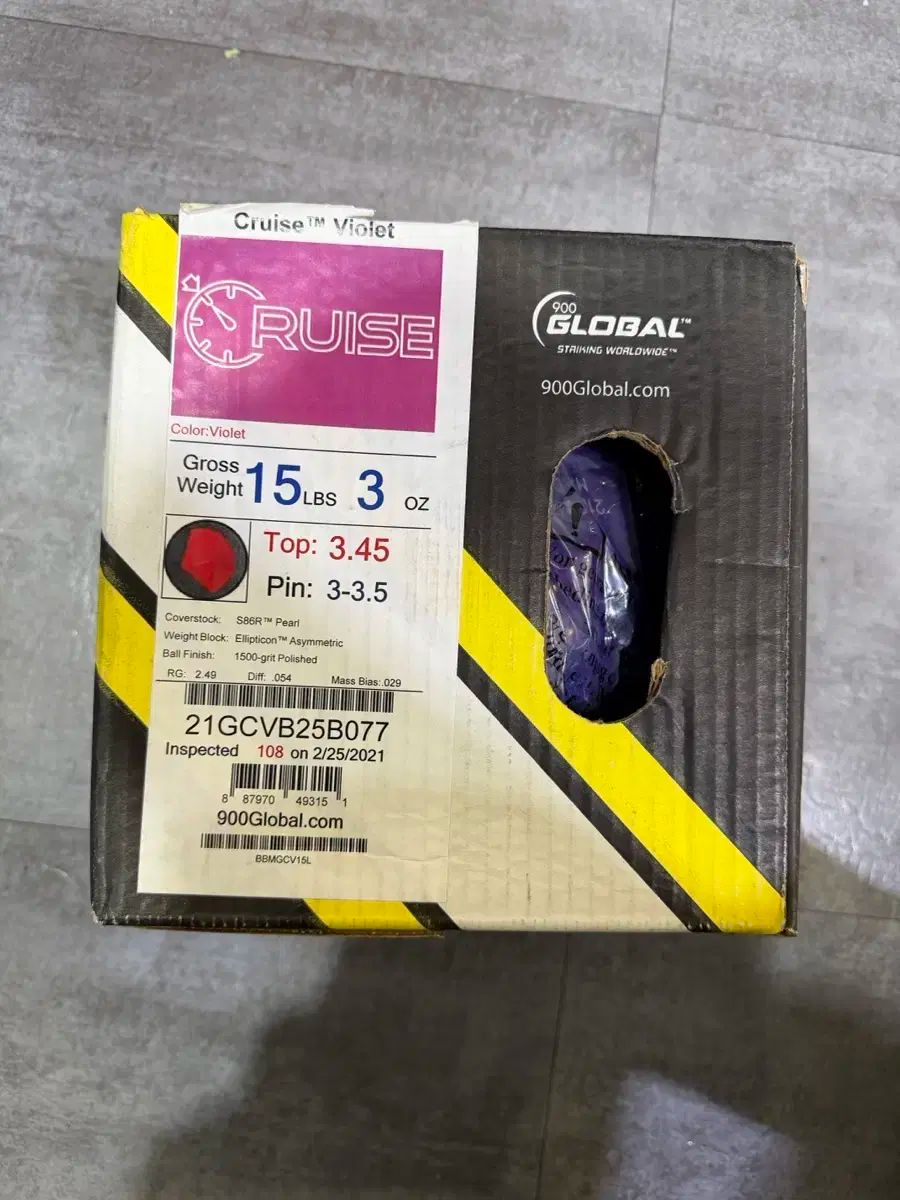 Cruise™ Violet
CRUISE
Color:Violet
Gross Weight 15 LBS 3 OZ
Top: 3.45
Pin: 3-3.5
Coverstock: S86R™ Pearl
Weight Block: Ellipticon™ Asymmetric
Ball Finish: 1500-grit Polished
RG: 2.49 Diff: .054 Mass Bias:.029
21GCVB25B077
Inspected 108 on 2/25/2021
8 87970 49315 1
900Global.com
BBMGCV15L
900
GLOBAL™
STRIKING WORLDWIDE™
900Global.com